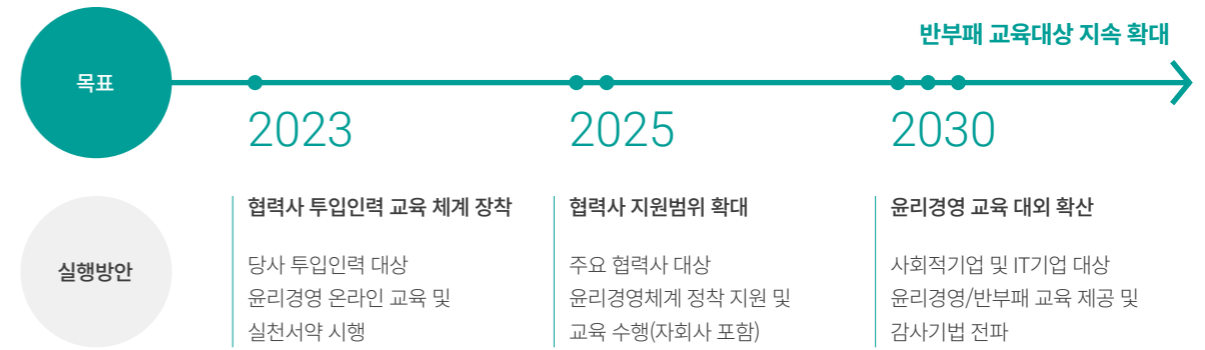 반부패 교육대상 지속 확대
목표
2023
2025
2030
실행방안
협력사 투입인력 교육 체계 장착
당사 투입인력 대상
윤리경영 온라인 교육 및
실천서약 시행
협력사 지원범위 확대
주요 협력사 대상
윤리경영체계 정착 지원 및
교육 수행(자회사 포함)
윤리경영 교육 대외 확산
사회적기업 및 IT기업 대상
윤리경영/반부패 교육 제공 및
감사기법 전파